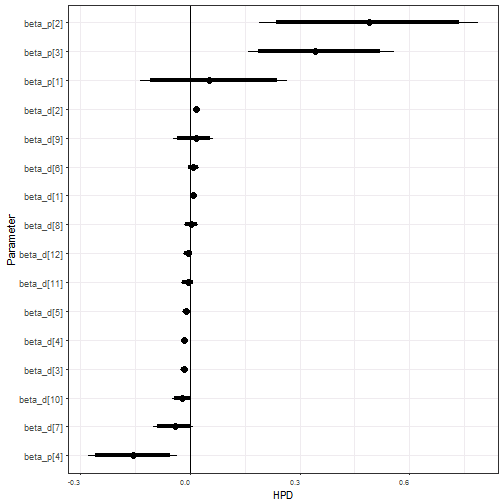 beta_p[2]
beta_p[3]
beta_p[1]
beta_d[2]
beta_d[9]
beta_d[6]
beta_d[1]
beta_d[8]
beta_d[12]
beta_d[11]
beta_d[5]
beta_d[4]
beta_d[3]
beta_d[10]
beta_d[7]
beta_p[4]
Parameter
-0.3 0.0 0.3 0.6
HPD